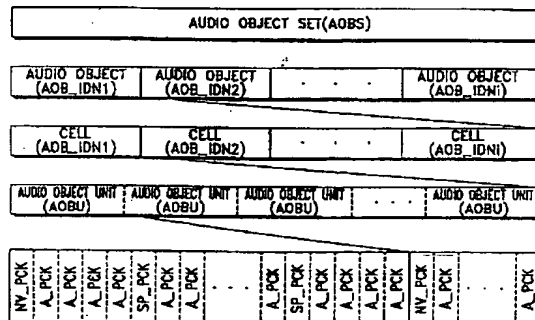 AUDIO OBJECT SET(AOBS)
AUDIO OBJECT (AOB_IDN1) AUDIO OBJECT (AOB_IDN2) . . . AUDIO OBJECT (AOB_IDNi)
CELL (AOB_IDN1) CELL (AOB_IDN2) . . . CELL (AOB_IDNi)
AUDIO OBJECT UNIT (AOBU) AUDIO OBJECT UNIT (AOBU) AUDIO OBJECT UNIT (AOBU) . . . AUDIO OBJECT UNIT (AOBU)
NV_PCK A_PCK A_PCK A_PCK A_PCK SP_PCK A_PCK A_PCK . . . A_PCK SP_PCK A_PCK A_PCK A_PCK A_PCK NV_PCK A_PCK . . . A_PCK